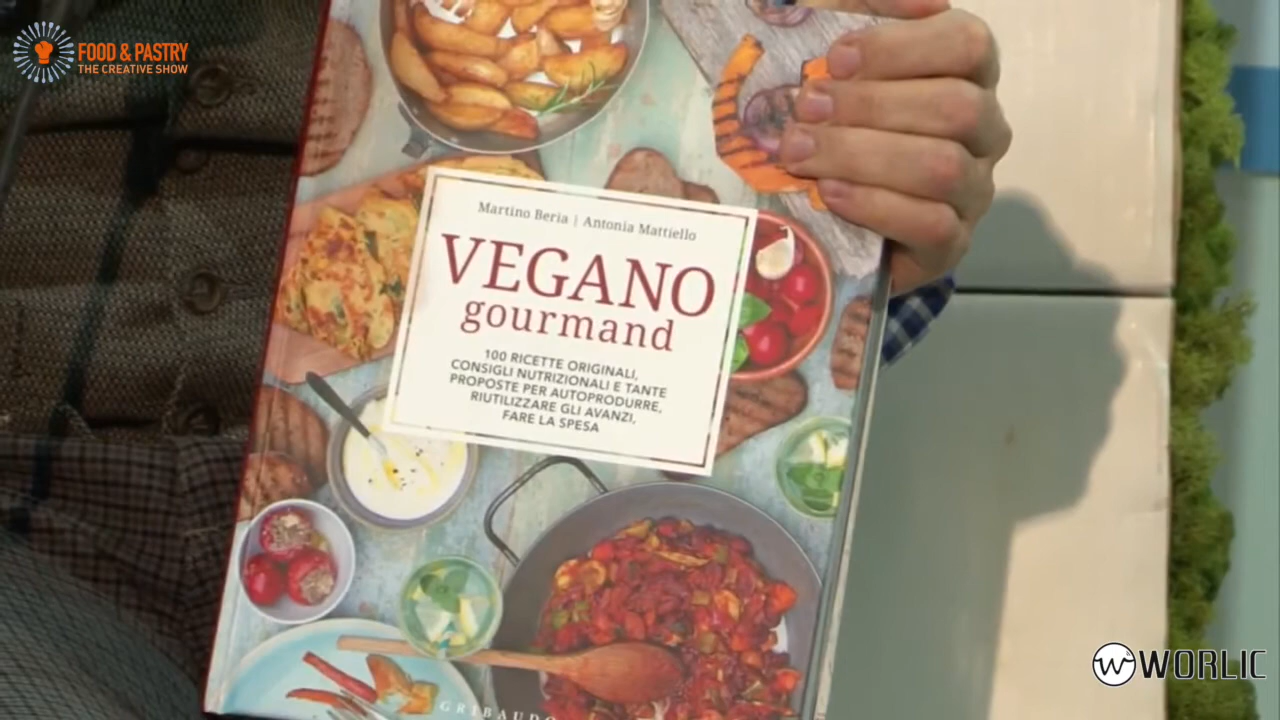 FOOD & PASTRY
THE CREATIVE SHOW
Martino Beria | Antonia Mattiello
VEGANO
gourmand
100 RICETTE ORIGINALI,
CONSIGLI NUTRIZIONALI E TANTE
PROPOSTE PER AUTOPRODURRE,
RIUTILIZZARE GLI AVANZI,
FARE LA SPESA
GRIBAUDO
W WORLIC